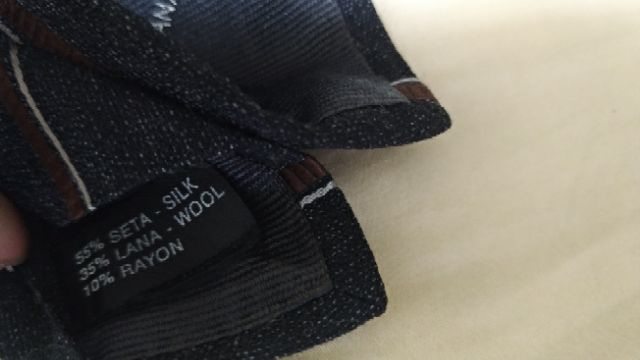 55% SETA - SILK
35% LANA - WOOL
10% RAYON